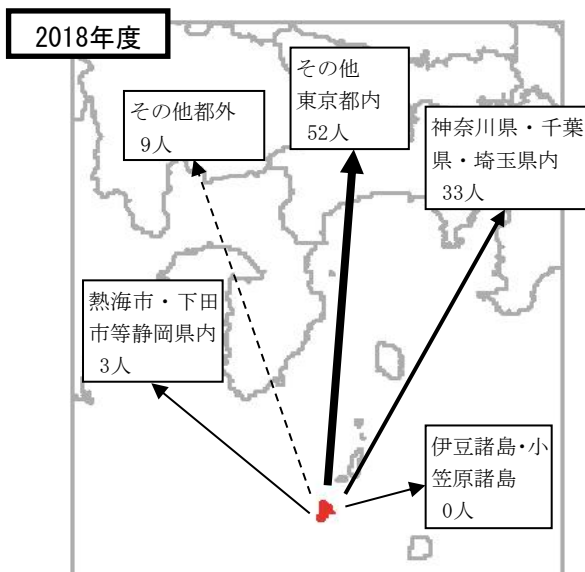 2018年度
その他都外
9人
その他
東京都内
52人
神奈川県・千葉
県・埼玉県内
33人
熱海市・下田
市等静岡県内
3人
伊豆諸島・小
笠原諸島
0人